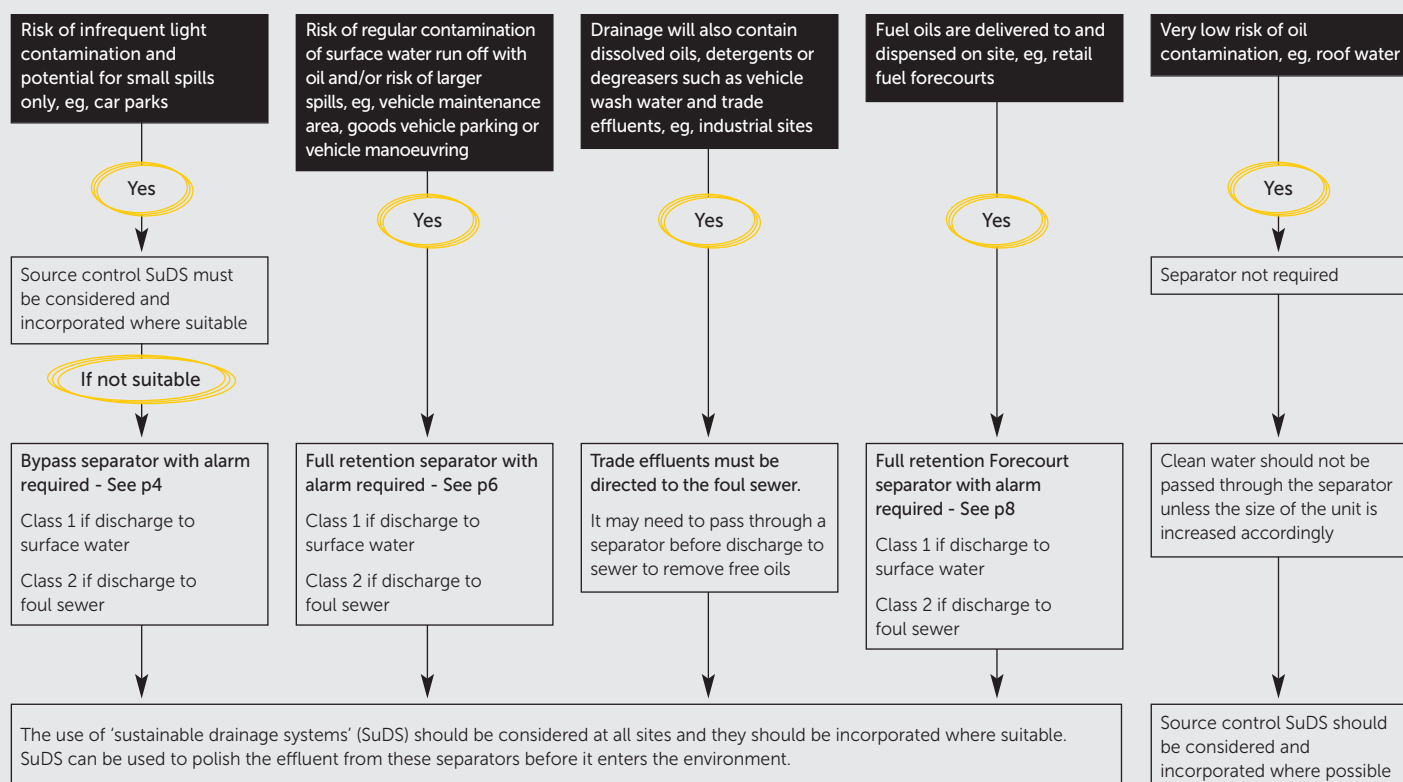 Risk of infrequent light
contamination and
potential for small spills
only, eg, car parks
Yes
Source control SuDS must
be considered and
incorporated where suitable
If not suitable
Bypass separator with alarm
required - See p4
Class 1 if discharge to
surface water
Class 2 if discharge to
foul sewer
Risk of regular contamination
of surface water run off with
oil and/or risk of larger
spills, eg, vehicle maintenance
area, goods vehicle parking or
vehicle manoeuvring
Yes
Full retention separator with
alarm required - See p6
Class 1 if discharge to
surface water
Class 2 if discharge to
foul sewer
Drainage will also contain
dissolved oils, detergents or
degreasers such as vehicle
wash water and trade
effluents, eg, industrial sites
Yes
Trade effluents must be
directed to the foul sewer.
It may need to pass through a
separator before discharge to
sewer to remove free oils
Fuel oils are delivered to and
dispensed on site, eg, retail
fuel forecourts
Yes
Full retention Forecourt
separator with alarm
required - See p8
Class 1 if discharge to
surface water
Class 2 if discharge to
foul sewer
The use of ‘sustainable drainage systems’ (SuDS) should be considered at all sites and they should be incorporated where suitable.
SuDS can be used to polish the effluent from these separators before it enters the environment.
Very low risk of oil
contamination, eg, roof water
Yes
Separator not required
Clean water should not be
passed through the separator
unless the size of the unit is
increased accordingly
Source control SuDS should
be considered and
incorporated where possible